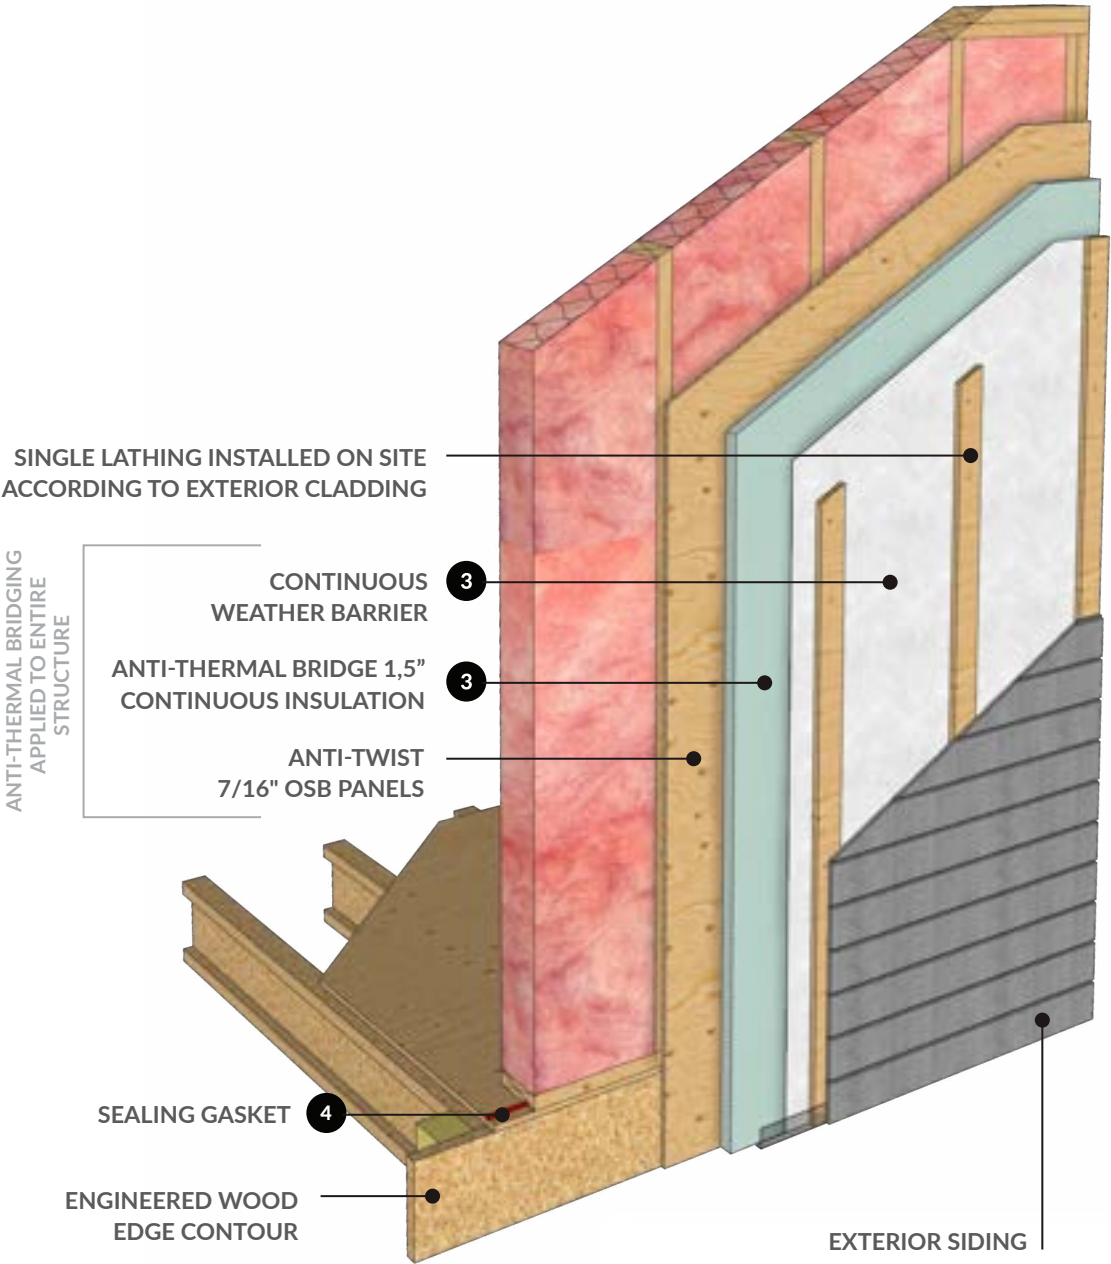 SINGLE LATHING INSTALLED ON SITE
ACCORDING TO EXTERIOR CLADDING
ANTI-THERMAL BRIDGING
APPLIED TO ENTIRE
STRUCTURE
CONTINUOUS
WEATHER BARRIER
3
ANTI-THERMAL BRIDGE 1,5”
CONTINUOUS INSULATION
3
ANTI-TWIST
7/16" OSB PANELS
SEALING GASKET
4
ENGINEERED WOOD
EDGE CONTOUR
EXTERIOR SIDING